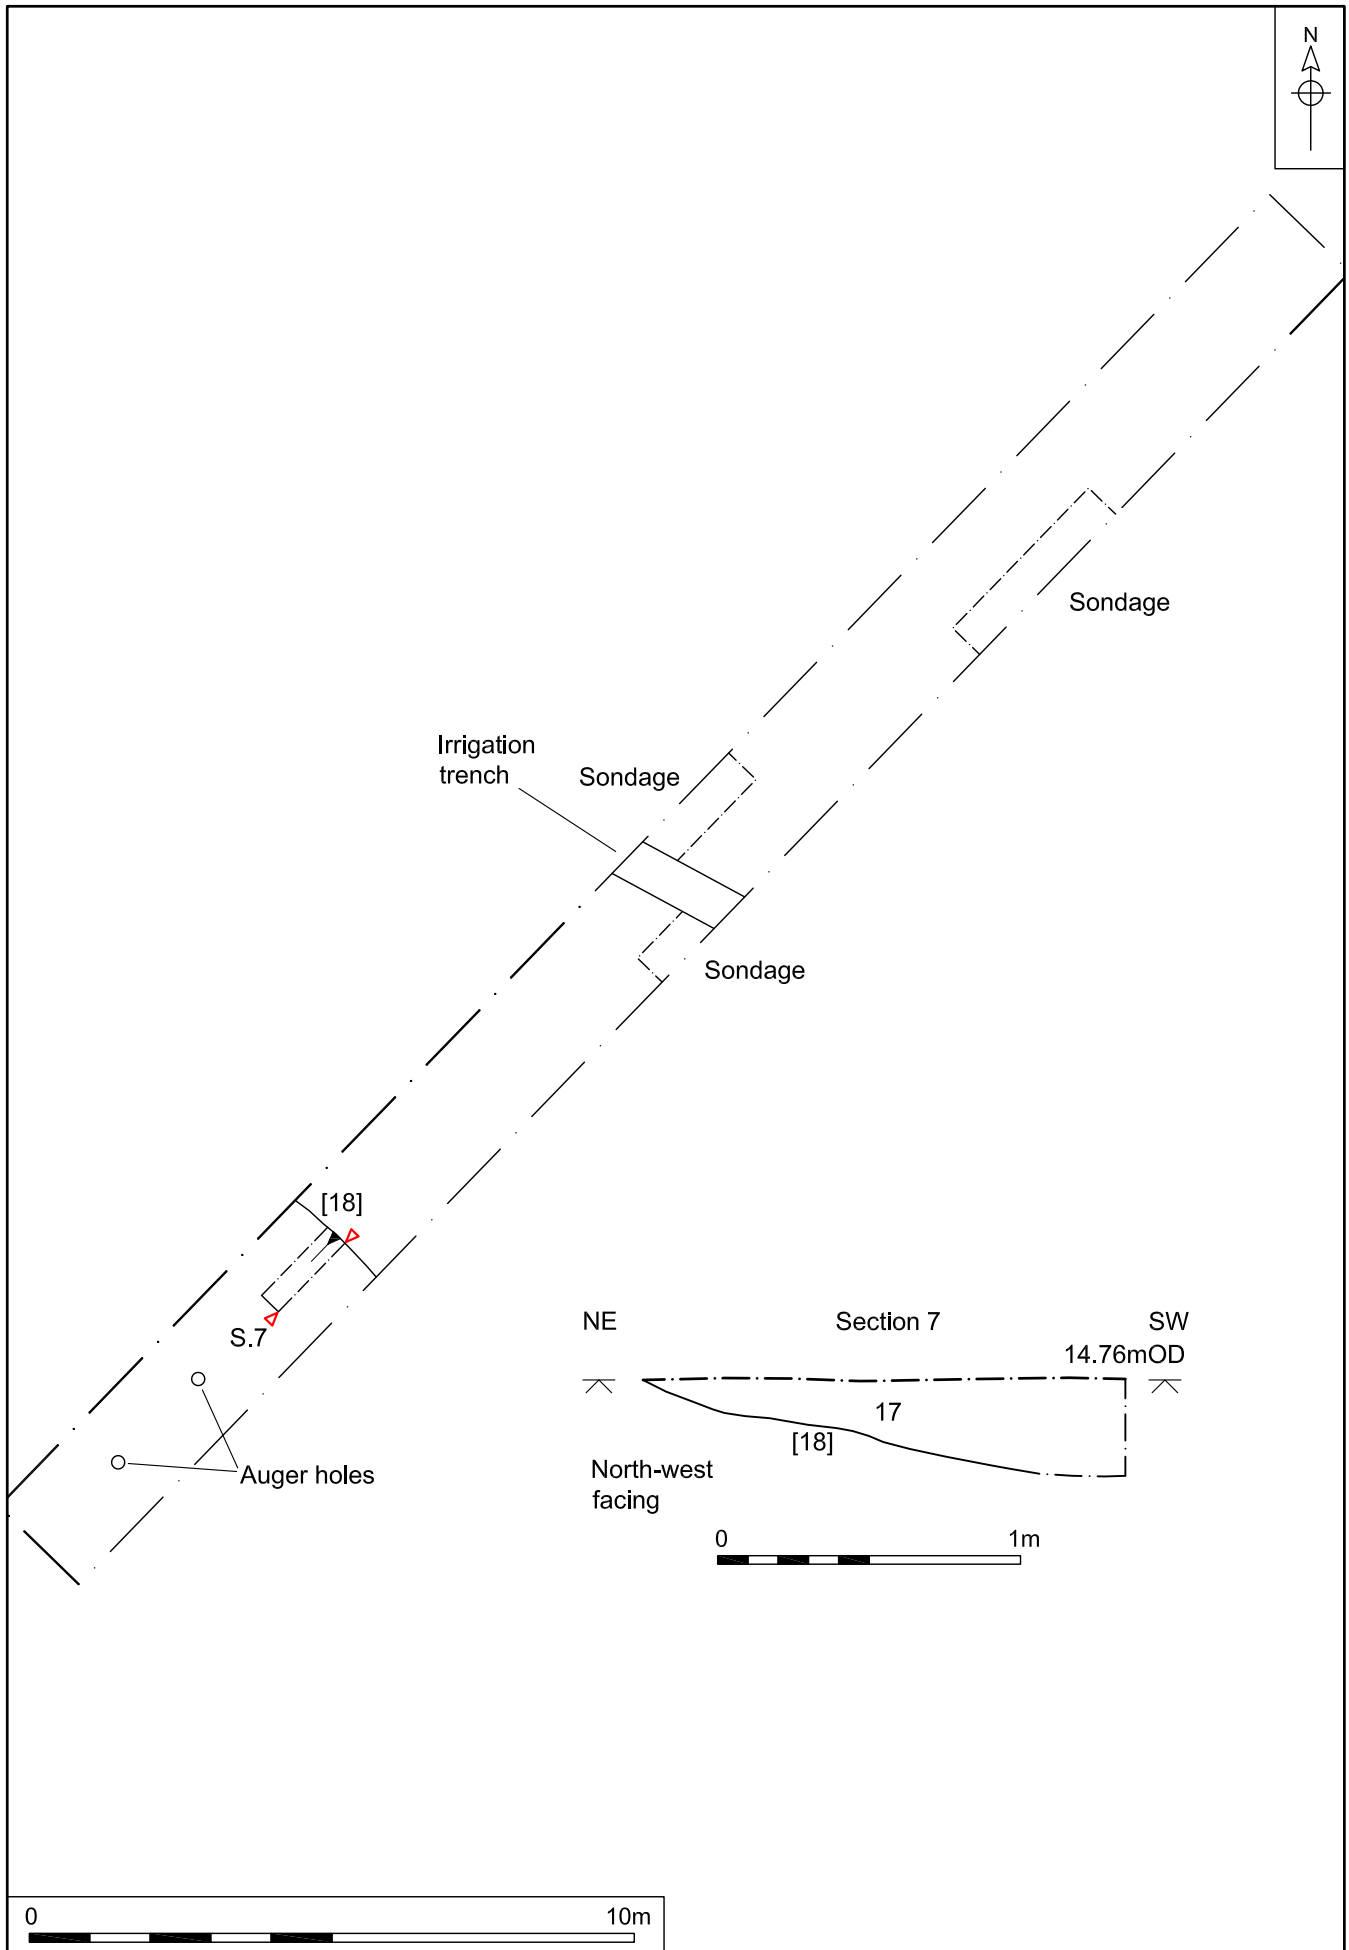 N
Sondage
Irrigation
trench
Sondage
Sondage
[18]
S.7
Auger holes
NE
Section 7
SW
14.76mOD
17
[18]
North-west
facing
0
1m
0
10m